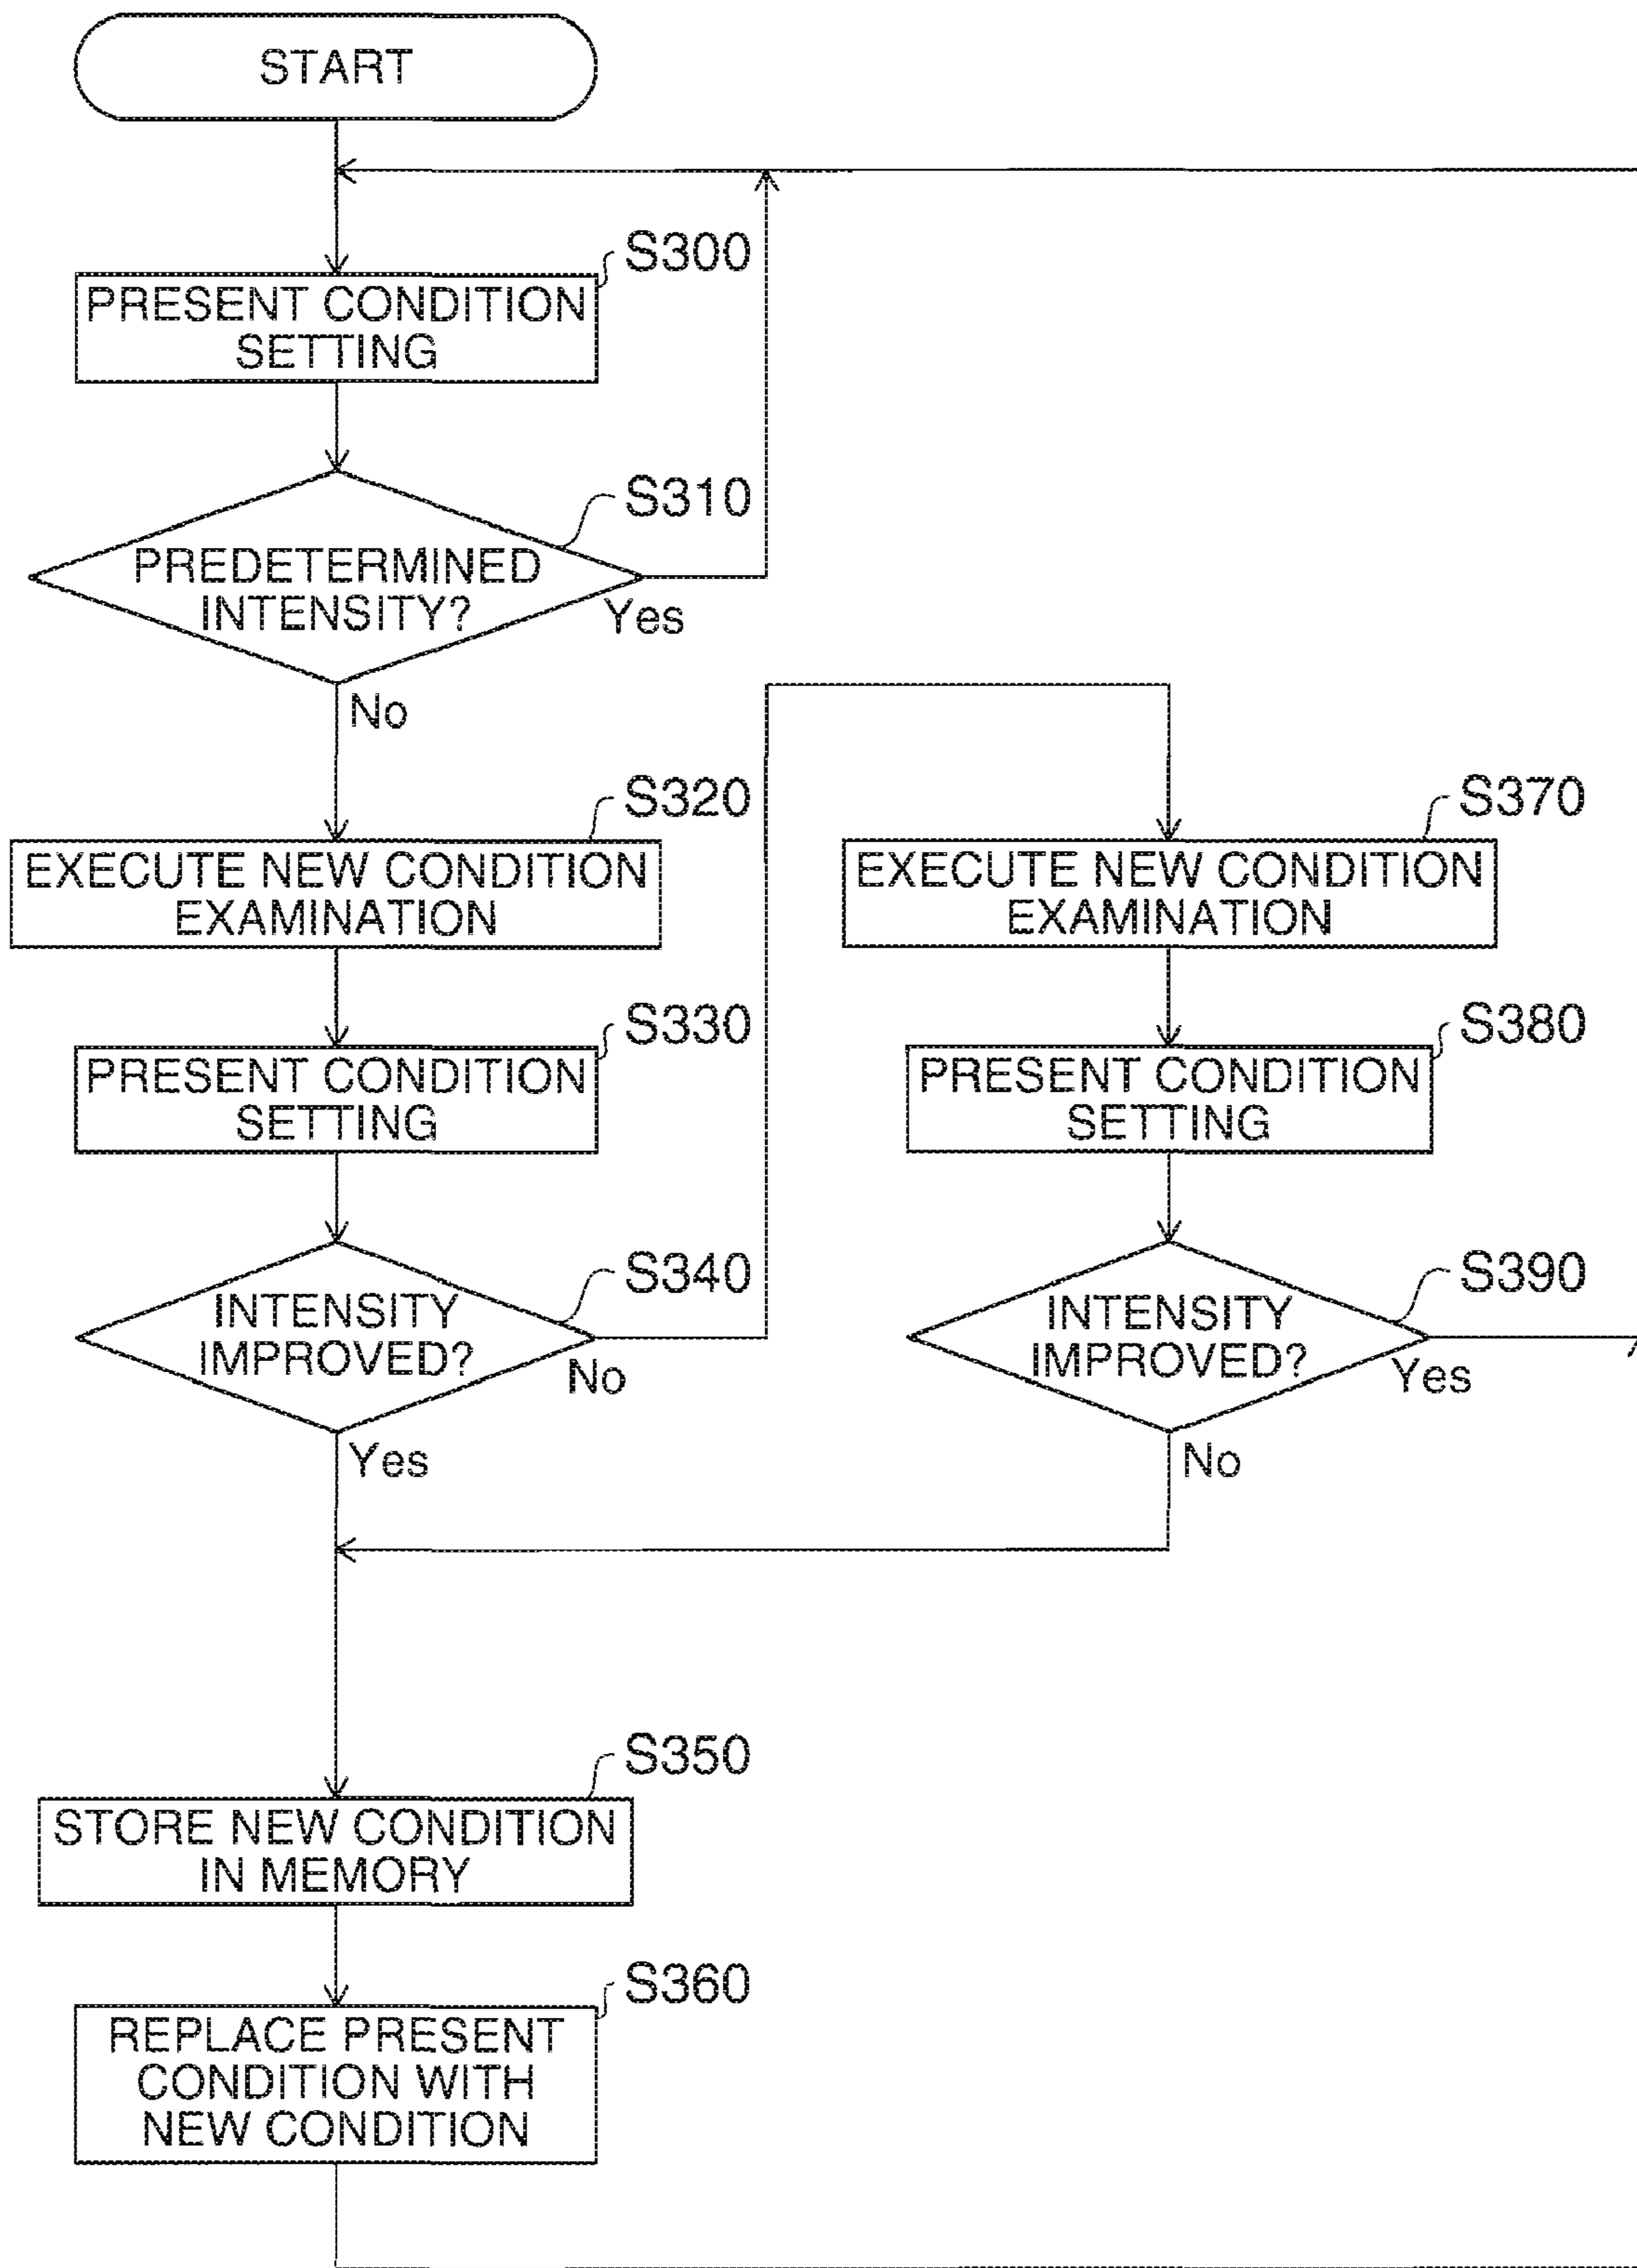 START
S300
PRESENT CONDITION
SETTING
S310
PREDETERMINED
INTENSITY?
Yes
No
S320
EXECUTE NEW CONDITION
EXAMINATION
S330
PRESENT CONDITION
SETTING
S340
INTENSITY
IMPROVED?
No
Yes
S370
EXECUTE NEW CONDITION
EXAMINATION
S380
PRESENT CONDITION
SETTING
S390
INTENSITY
IMPROVED?
Yes
No
S350
STORE NEW CONDITION
IN MEMORY
S360
REPLACE PRESENT
CONDITION WITH
NEW CONDITION